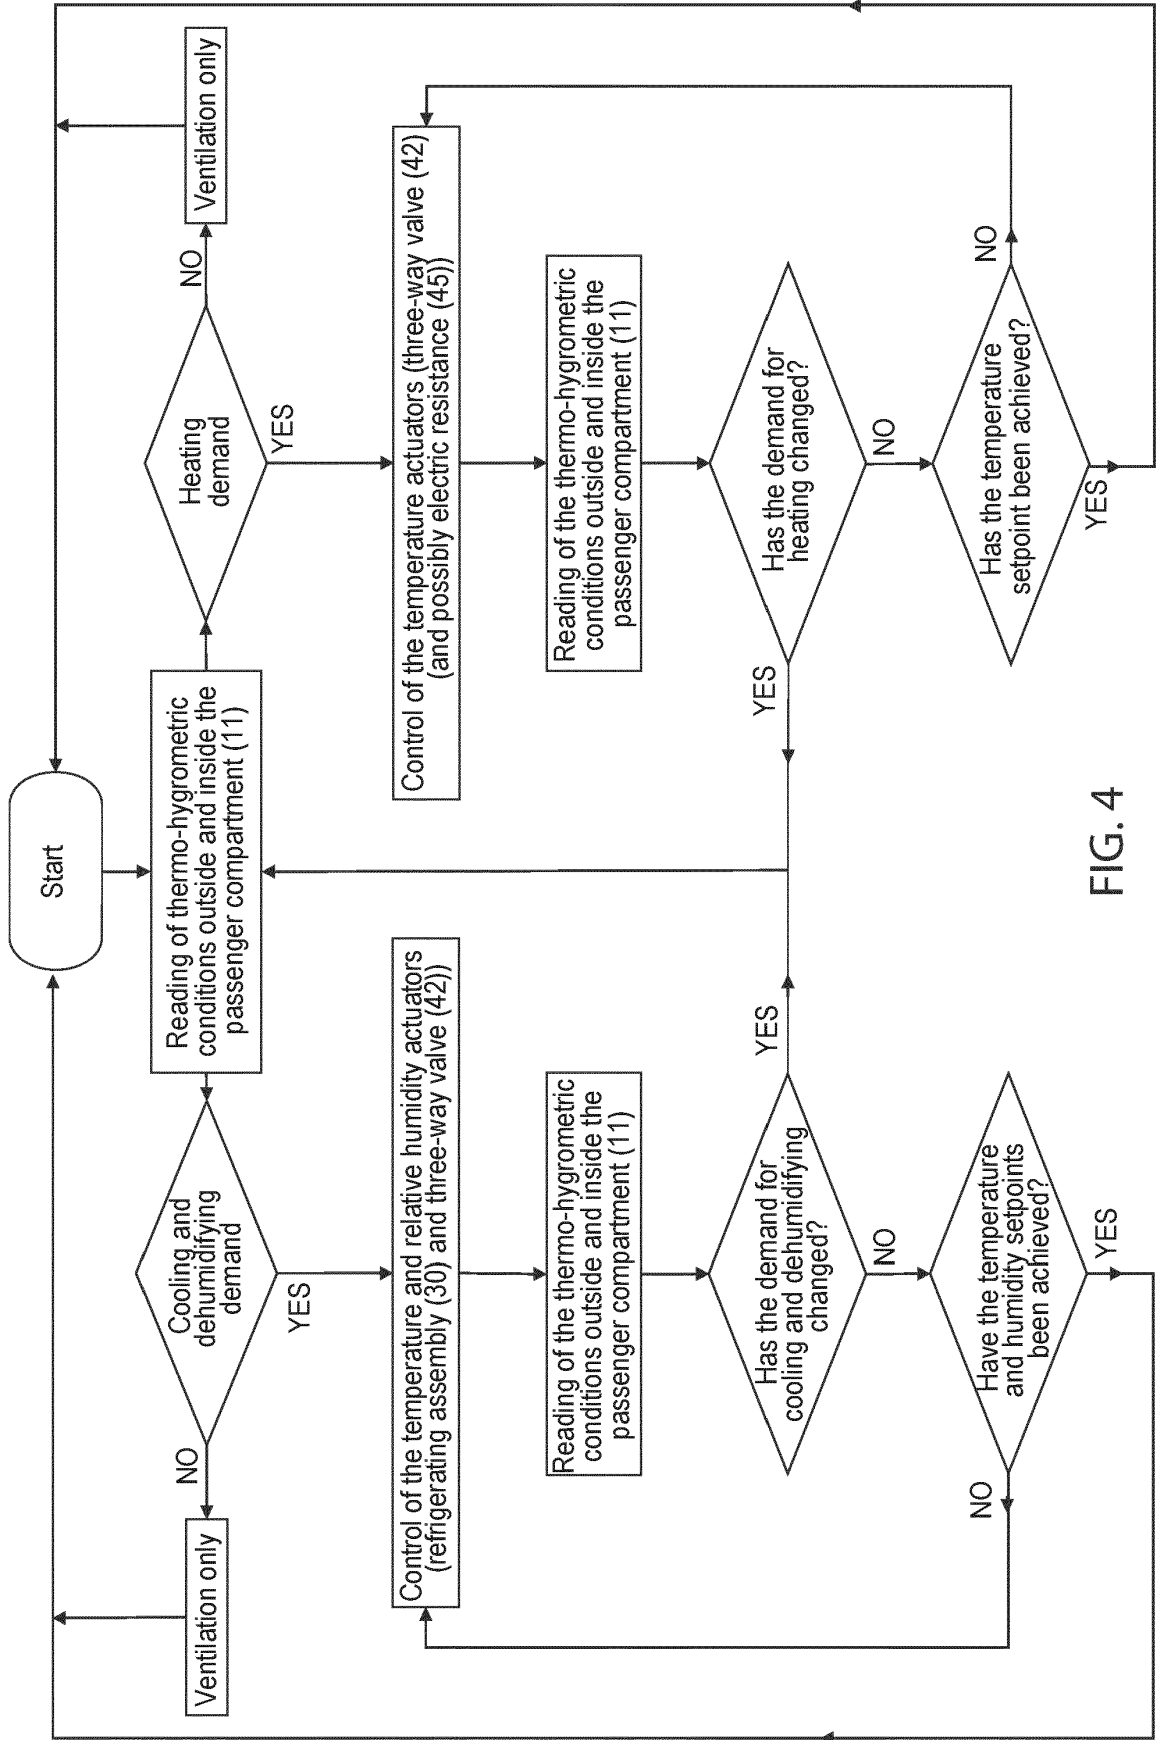 Start
Reading of thermo-hygrometric
conditions outside and inside the
passenger compartment (11)
Cooling and
dehumidifying
demand
NO
Ventilation only
YES
Control of the temperature and relative humidity actuators
(refrigerating assembly (30) and three-way valve (42))
Reading of the thermo-hygrometric
conditions outside and inside the
passenger compartment (11)
Has the demand for
cooling and dehumidifying
changed?
YES
NO
Have the temperature
and humidity setpoints
been achieved?
NO
YES
Heating
demand
NO
Ventilation only
YES
Control of the temperature actuators (three-way valve (42)
(and possibly electric resistance (45))
Reading of the thermo-hygrometric
conditions outside and inside the
passenger compartment (11)
Has the demand for
heating changed?
YES
NO
Has the temperature
setpoint been achieved?
NO
YES
FIG. 4